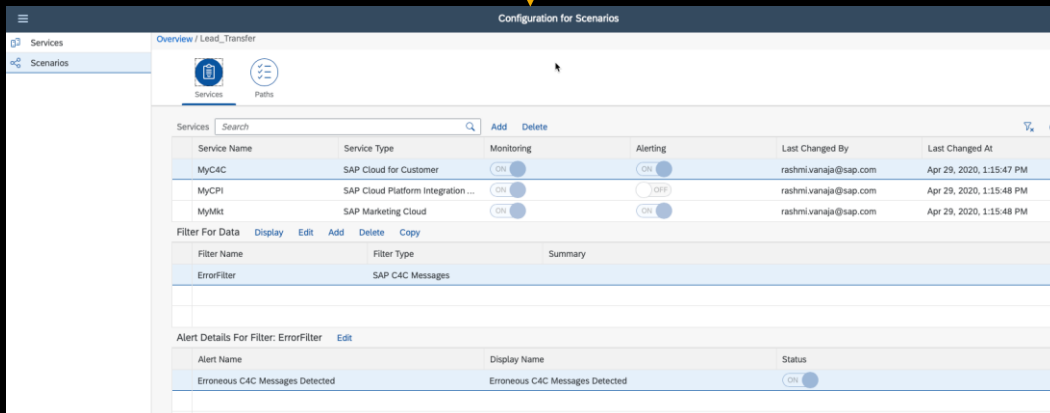 Configuration for Scenarios
Services
Scenarios
Overview / Lead_Transfer
Services Paths
Services Search Add Delete
Service Name Service Type Monitoring Alerting Last Changed By Last Changed At
MyC4C SAP Cloud for Customer ON ON rashmi.vanaja@sap.com Apr 29, 2020, 1:15:47 PM
MyCPI SAP Cloud Platform Integration ... ON OFF rashmi.vanaja@sap.com Apr 29, 2020, 1:15:48 PM
MyMkt SAP Marketing Cloud ON ON rashmi.vanaja@sap.com Apr 29, 2020, 1:15:48 PM
Filter For Data Display Edit Add Delete Copy
Filter Name Filter Type Summary
ErrorFilter SAP C4C Messages
Alert Details For Filter: ErrorFilter Edit
Alert Name Display Name Status
Erroneous C4C Messages Detected Erroneous C4C Messages Detected ON